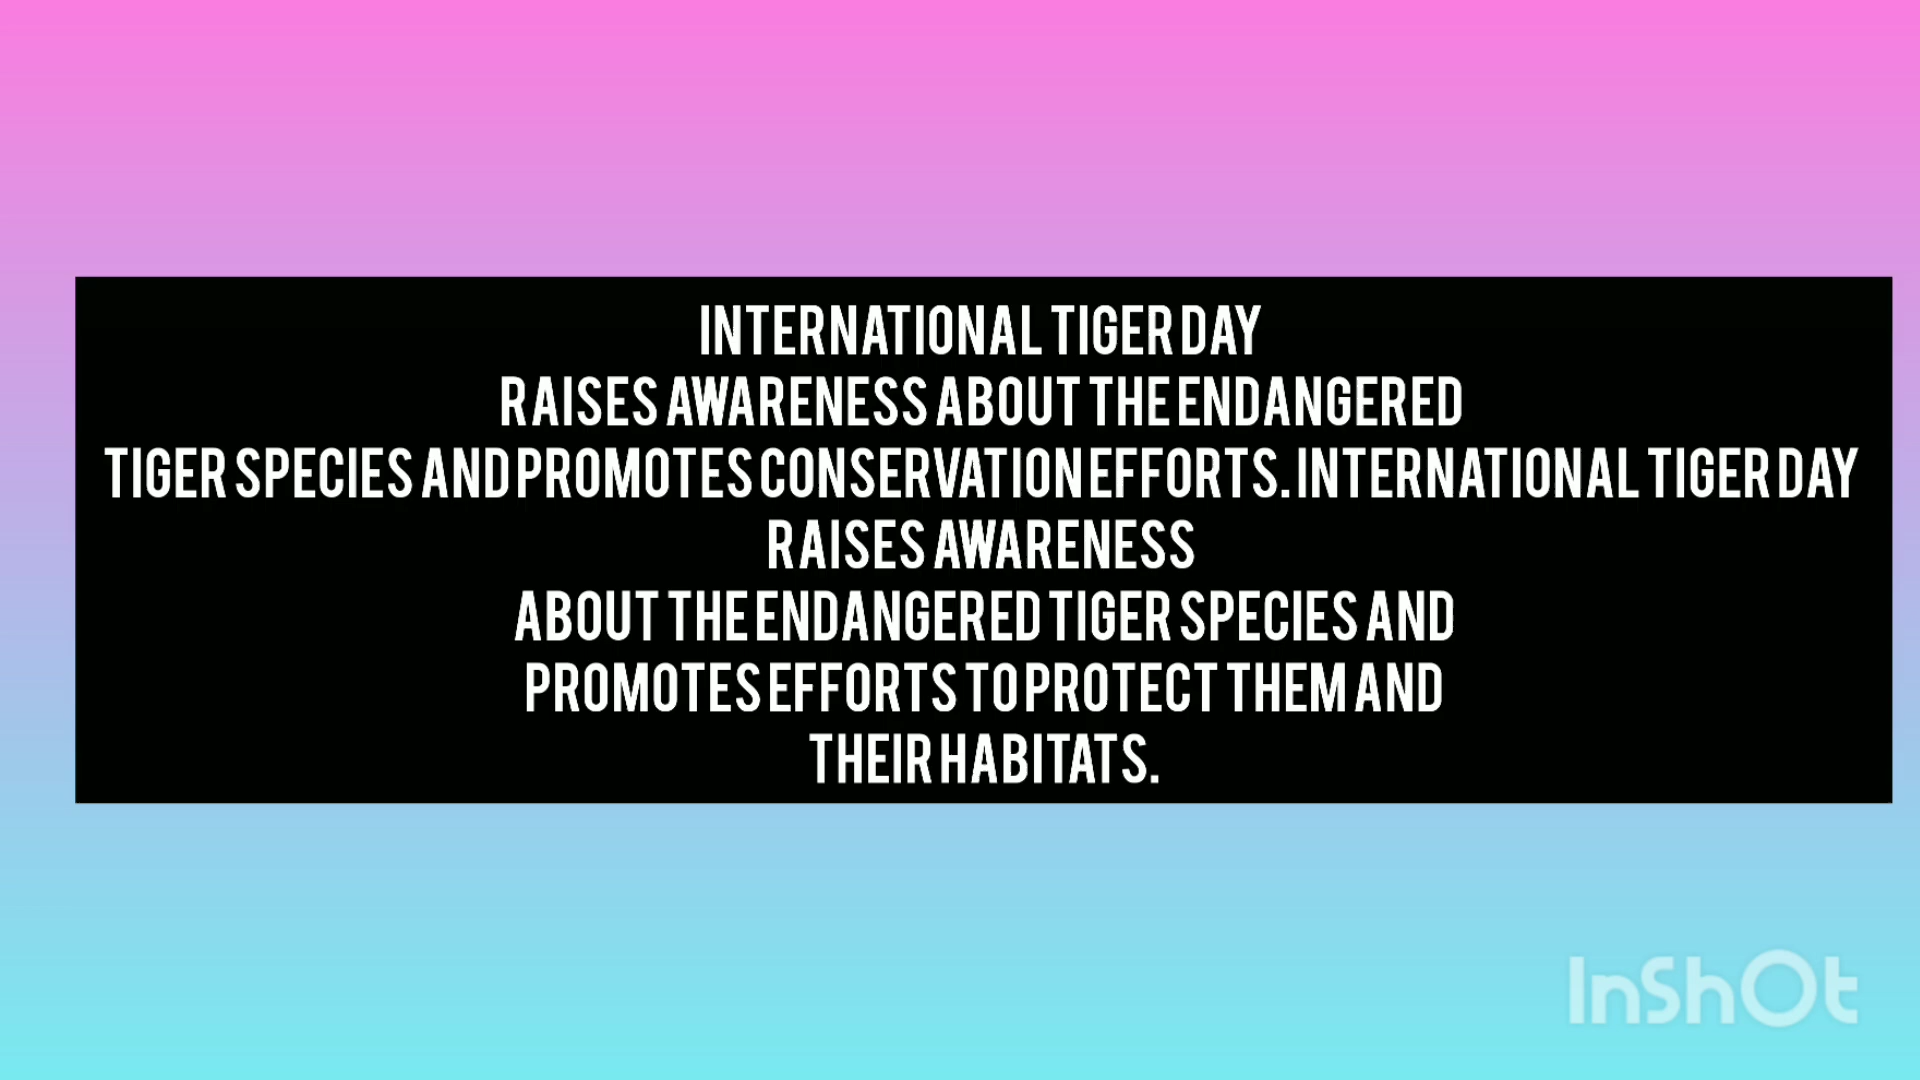 INTERNATIONAL TIGER DAY
RAISES AWARENESS ABOUT THE ENDANGERED
TIGER SPECIES AND PROMOTES CONSERVATION EFFORTS. INTERNATIONAL TIGER DAY
RAISES AWARENESS
ABOUT THE ENDANGERED TIGER SPECIES AND
PROMOTES EFFORTS TO PROTECT THEM AND
THEIR HABITATS.
InShOt